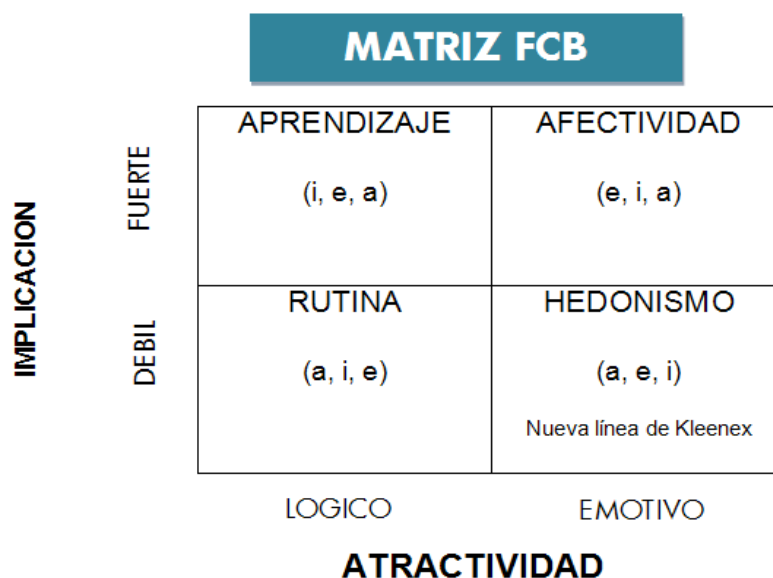 MATRIZ FCB
IMPLICACION
FUERTE
APRENDIZAJE
(i, e, a)
AFECTIVIDAD
(e, i, a)
DEBIL
RUTINA
(a, i, e)
HEDONISMO
(a, e, i)
Nueva línea de Kleenex
LOGICO
EMOTIVO
ATRACTIVIDAD